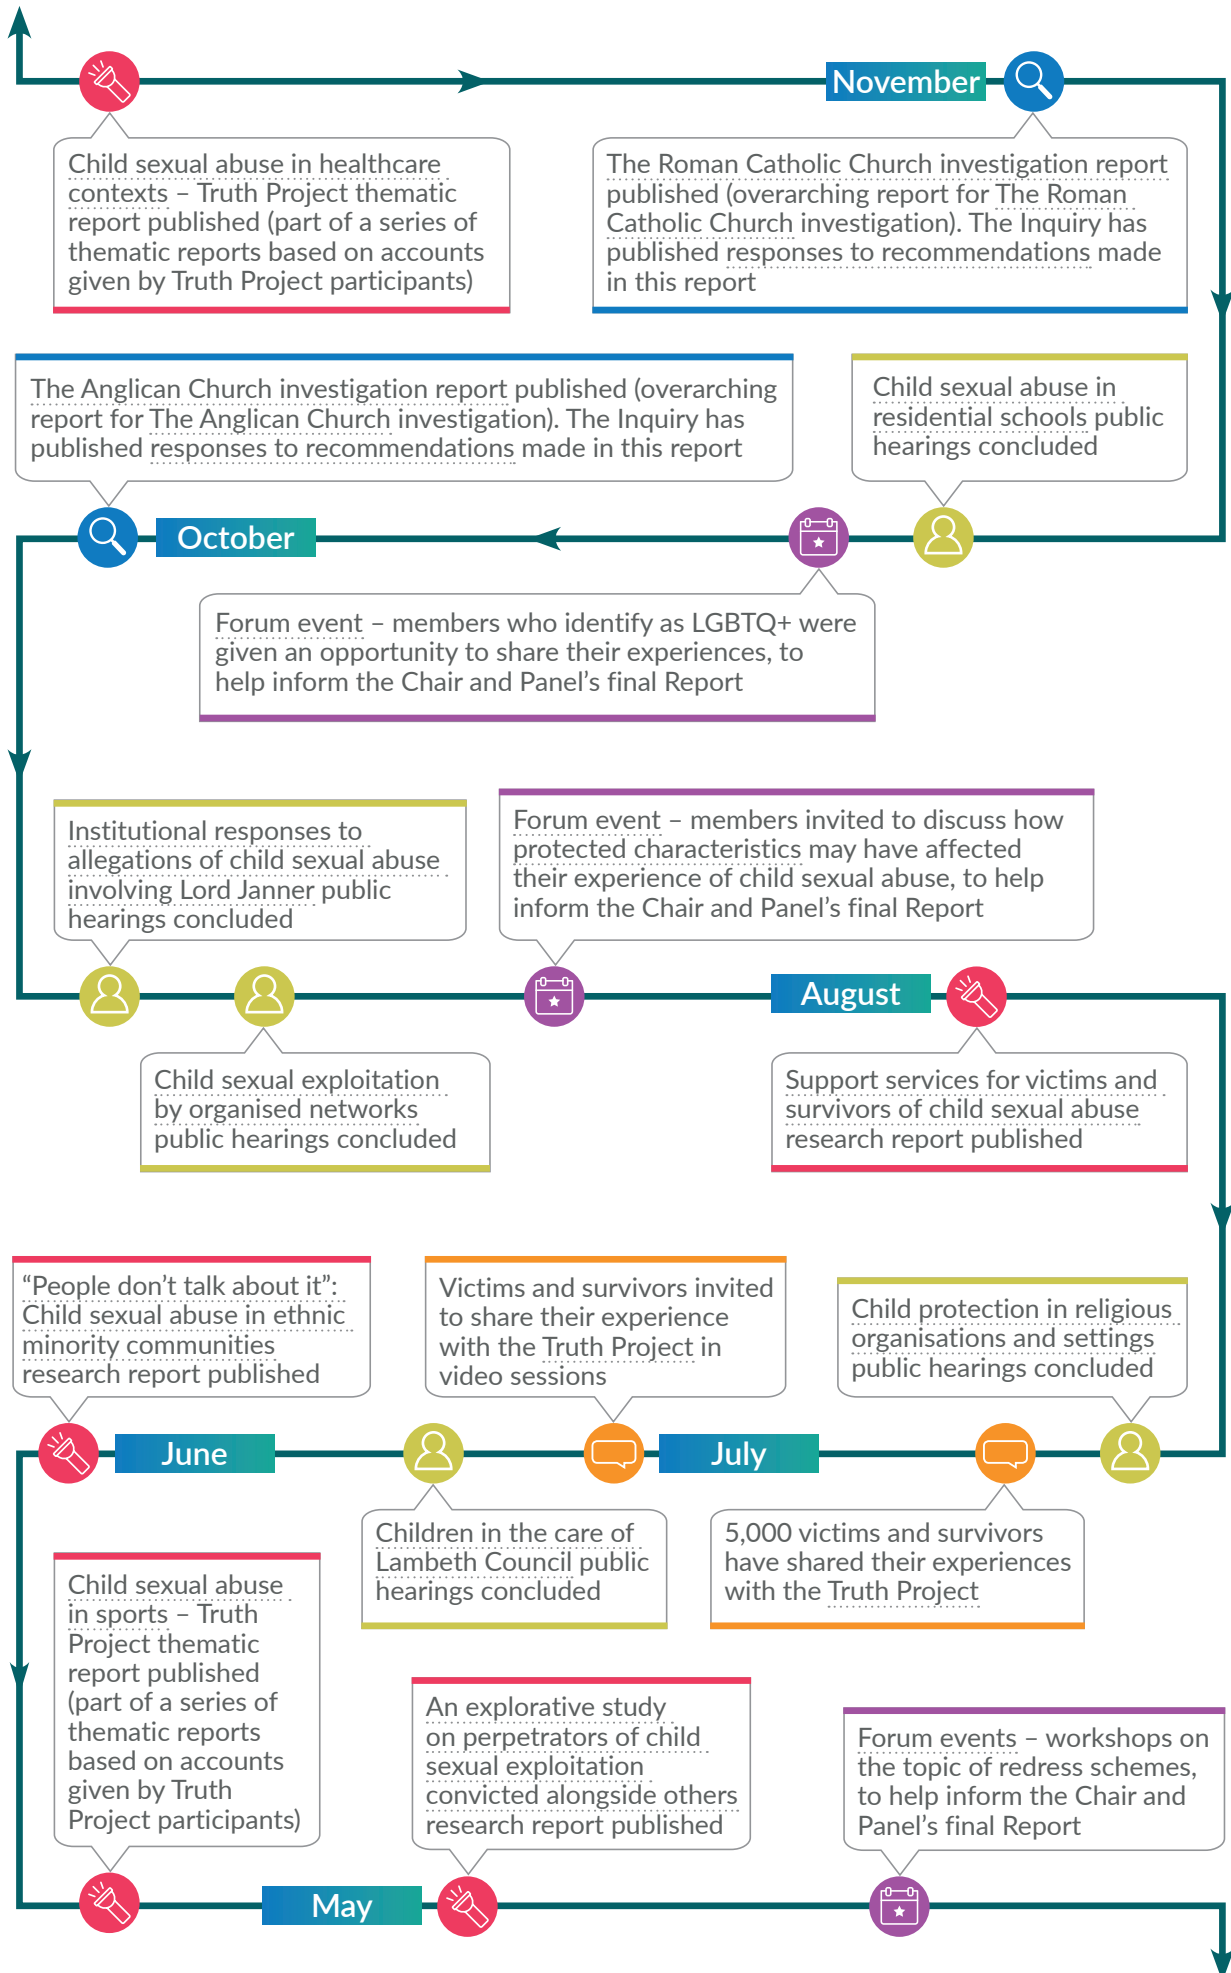 November
Child sexual abuse in healthcare
contexts – Truth Project thematic
report published (part of a series of
thematic reports based on accounts
given by Truth Project participants)
The Roman Catholic Church investigation report
published (overarching report for The Roman
Catholic Church investigation). The Inquiry has
published responses to recommendations made
in this report
The Anglican Church investigation report published (overarching
report for The Anglican Church investigation). The Inquiry has
published responses to recommendations made in this report
Child sexual abuse in
residential schools public
hearings concluded
October
Forum event – members who identify as LGBTQ+ were
given an opportunity to share their experiences, to
help inform the Chair and Panel’s final Report
Institutional responses to
allegations of child sexual abuse
involving Lord Janner public
hearings concluded
Forum event – members invited to discuss how
protected characteristics may have affected
their experience of child sexual abuse, to help
inform the Chair and Panel’s final Report
August
Child sexual exploitation
by organised networks
public hearings concluded
Support services for victims and
survivors of child sexual abuse
research report published
“People don’t talk about it”:
Child sexual abuse in ethnic
minority communities
research report published
Victims and survivors invited
to share their experience
with the Truth Project in
video sessions
Child protection in religious
organisations and settings
public hearings concluded
June
July
Children in the care of
Lambeth Council public
hearings concluded
5,000 victims and survivors
have shared their experiences
with the Truth Project
Child sexual abuse
in sports – Truth
Project thematic
report published
(part of a series of
thematic reports
based on accounts
given by Truth
Project participants)
An explorative study
on perpetrators of child
sexual exploitation
convicted alongside others
research report published
Forum events – workshops on
the topic of redress schemes,
to help inform the Chair and
Panel’s final Report
May